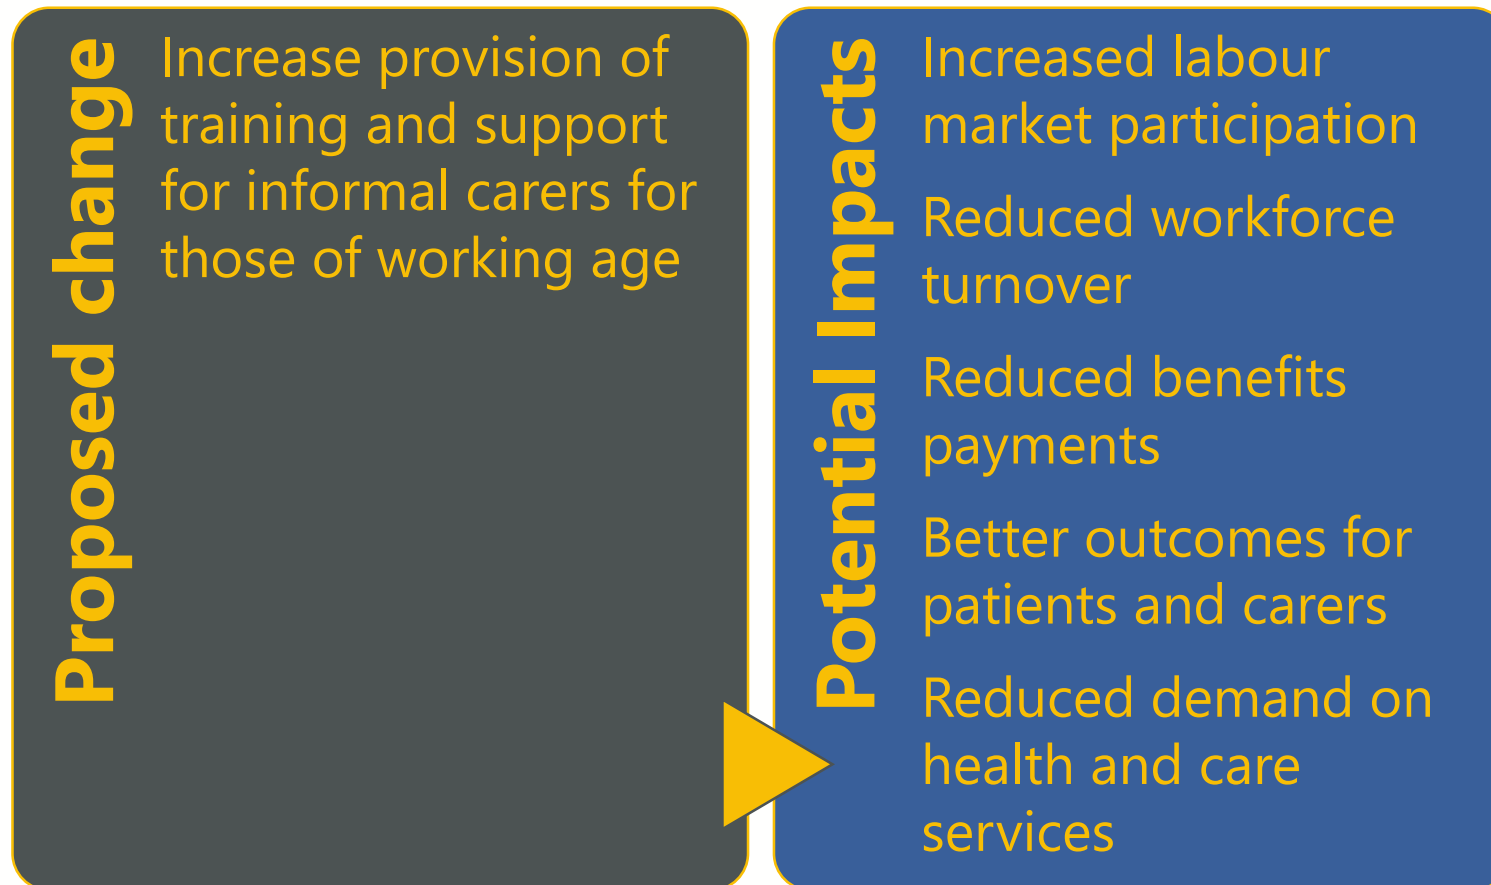 Proposed change
Increase provision of
training and support
for informal carers for
those of working age
Potential Impacts
Increased labour
market participation
Reduced workforce
turnover
Reduced benefits
payments
Better outcomes for
patients and carers
Reduced demand on
health and care
services